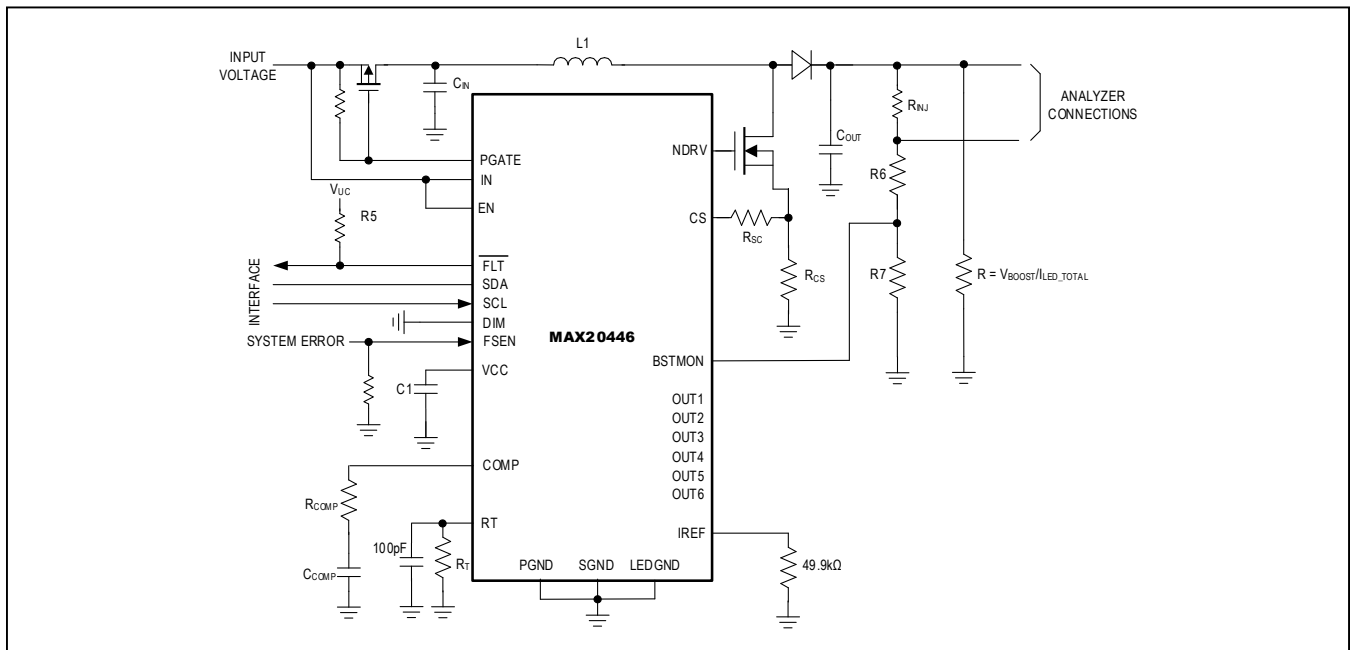 INPUT
VOLTAGE
L1
CIN
COUT
RINJ
ANALYZER
CONNECTIONS
PGATE
NDRV
IN
R6
VUC
EN
R5
CS
RSC
RCS
R7
R = VBOOST/ILED_TOTAL
INTERFACE
FLT
SDA
SCL
DIM
MAX20446
SYSTEM ERROR
FSEN
BSTMON
VCC
C1
OUT1
OUT2
OUT3
OUT4
OUT5
OUT6
COMP
RCOMP
RT
IREF
100pF
RT
CCOMP
PGND
SGND
LEDGND
49.9kΩ